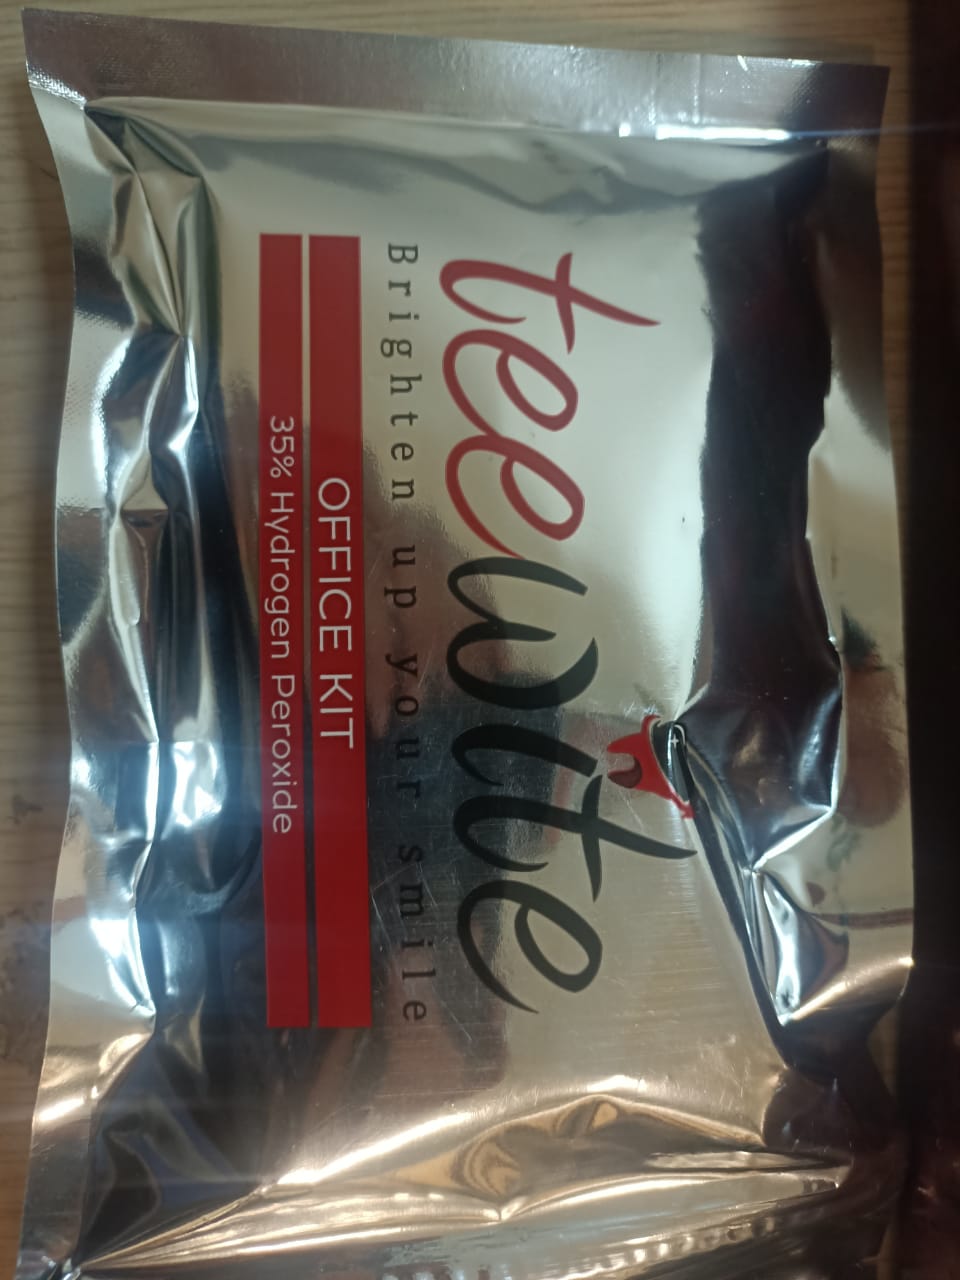 teewite
Brighten up your smile
OFFICE KIT
35% Hydrogen Peroxide